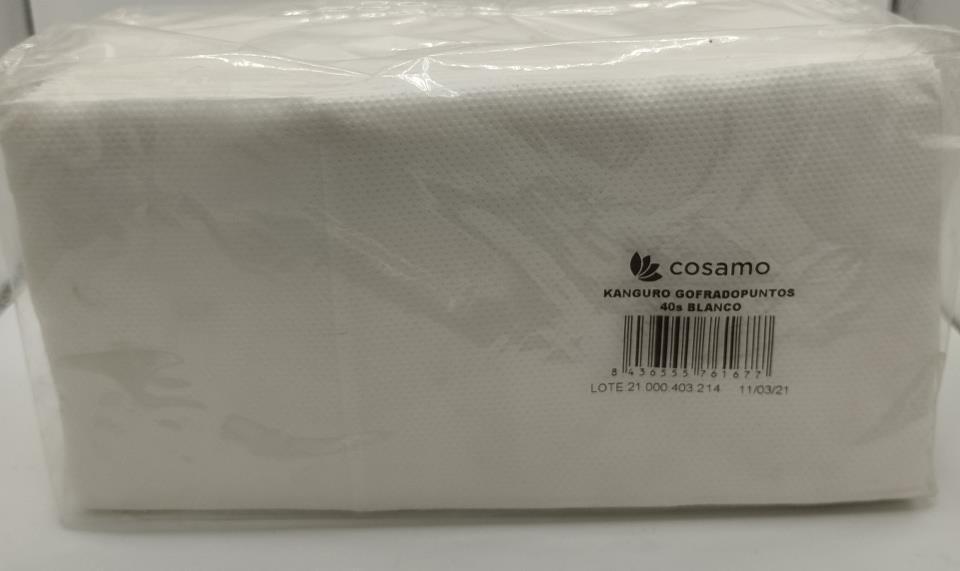 cosamo
KANGURO GOFRADOPUNTOS
40s BLANCO
8 436555 761677
LOTE 21.000.403.214 11/03/21